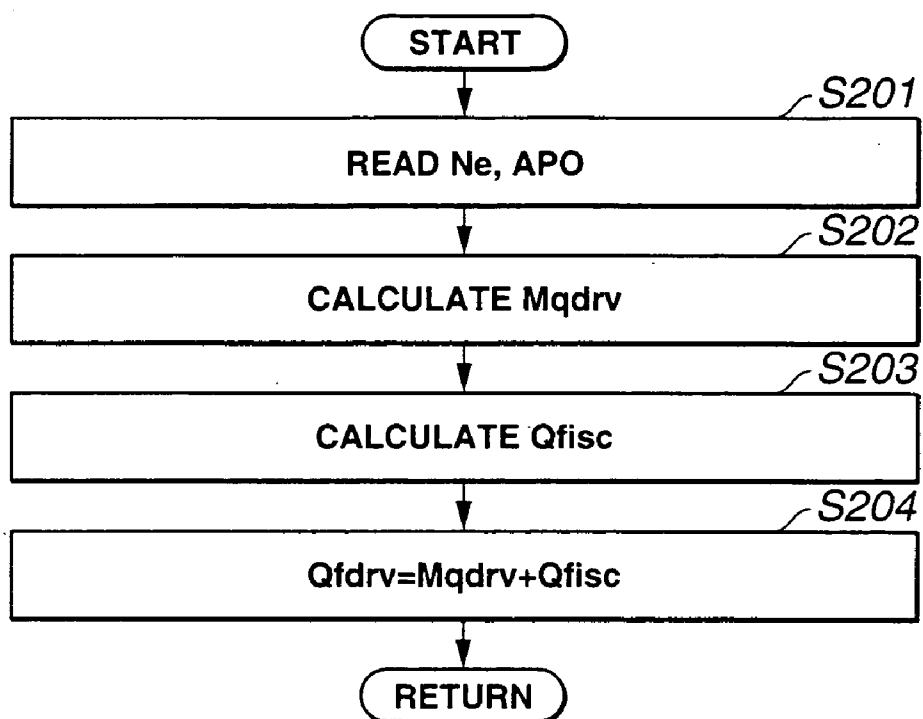 START
S201
READ Ne, APO
S202
CALCULATE Mqdrv
S203
CALCULATE Qfisc
S204
Qfdrv=Mqdrv+Qfisc
RETURN